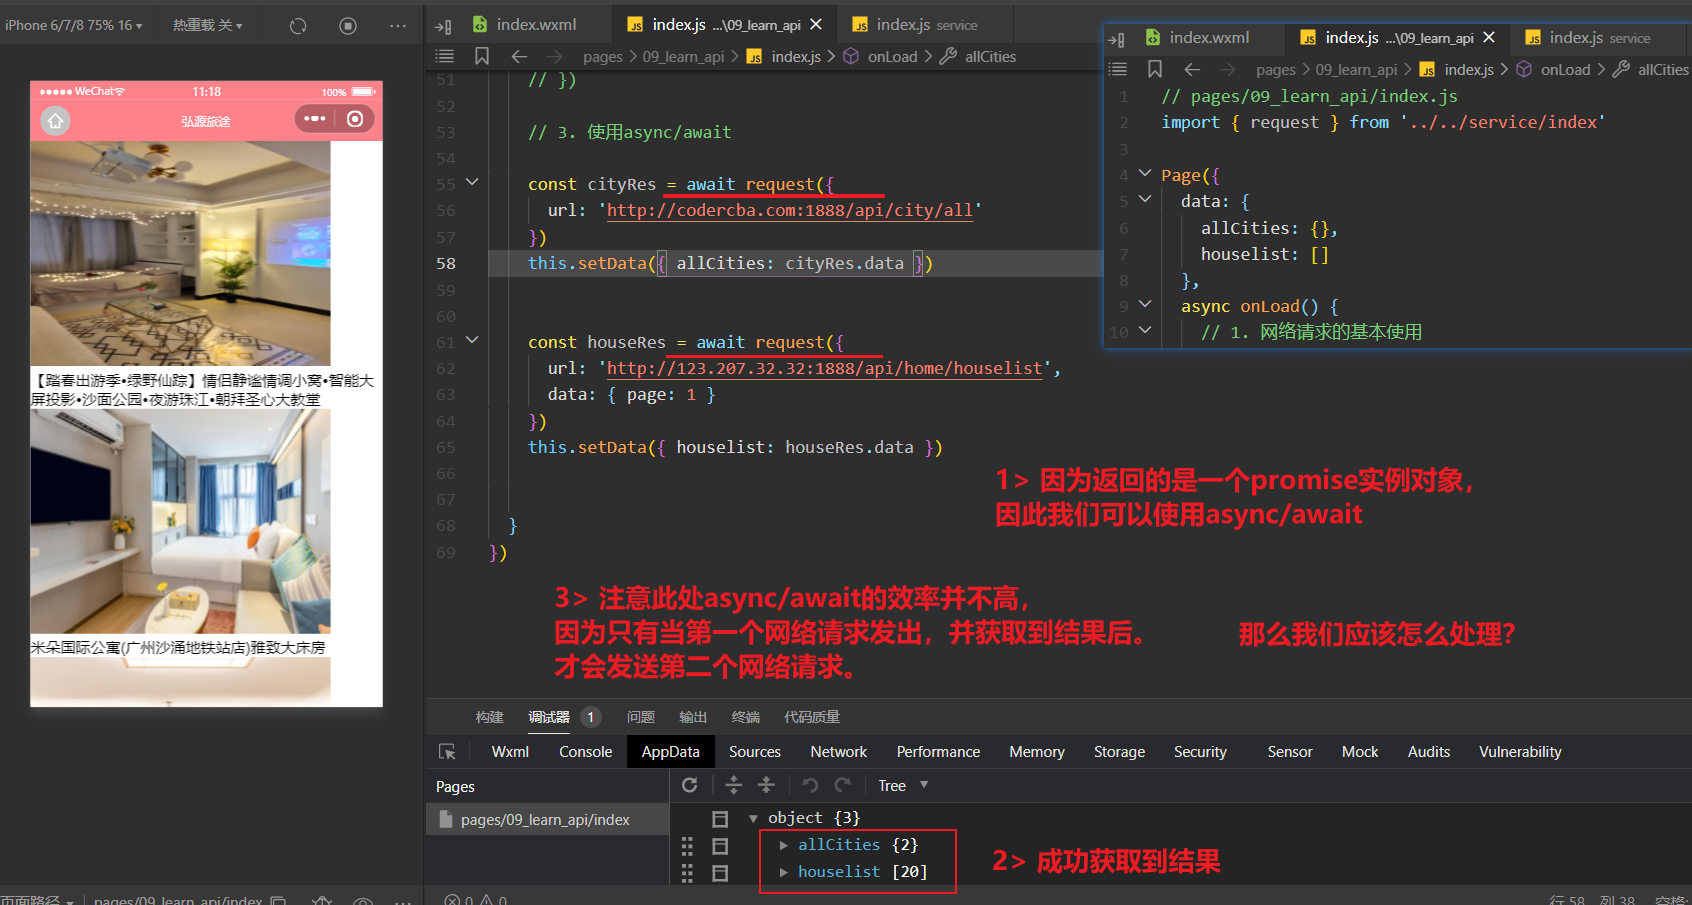 iPhone 6/7/8 75% 16
热重载 关
WeChat
11:18
100%
弘源旅途
【踏春出游季•绿野仙踪】情侣静谧情调小窝•智能大
屏投影•沙面公园•夜游珠江•朝拜圣心大教堂
米朵国际公寓(广州沙涌地铁站店)雅致大床房
index.wxml
index.js ...\09_learn_api
index.js service
pages > 09_learn_api > index.js > onLoad > allCities
51 // })
52
53 // 3. 使用async/await
54
55 const cityRes = await request({
56 url: 'http://codercba.com:1888/api/city/all'
57 })
58 this.setData({ allCities: cityRes.data })
59
60
61 const houseRes = await request({
62 url: 'http://123.207.32.32:1888/api/home/houselist',
63 data: { page: 1 }
64 })
65 this.setData({ houselist: houseRes.data })
66
67
68 }
69 })
index.wxml
index.js ...\09_learn_api
index.js service
pages > 09_learn_api > index.js > onLoad > allCities
1 // pages/09_learn_api/index.js
2 import { request } from '../../service/index'
3
4 Page({
5 data: {
6 allCities: {},
7 houselist: []
8 },
9 async onLoad() {
10 // 1. 网络请求的基本使用
1> 因为返回的是一个promise实例对象，
因此我们可以使用async/await
3> 注意此处async/await的效率并不高，
因为只有当第一个网络请求发出，并获取到结果后。
才会发送第二个网络请求。
那么我们应该怎么处理？
构建 调试器 1 问题 输出 终端 代码质量
Wxml Console AppData Sources Network Performance Memory Storage Security Sensor Mock Audits Vulnerability
Pages
Tree
pages/09_learn_api/index
object {3}
allCities {2}
houselist [20]
2> 成功获取到结果
页面路径
pages/09_learn_api/index
0 0
行 58, 列 38
空格: